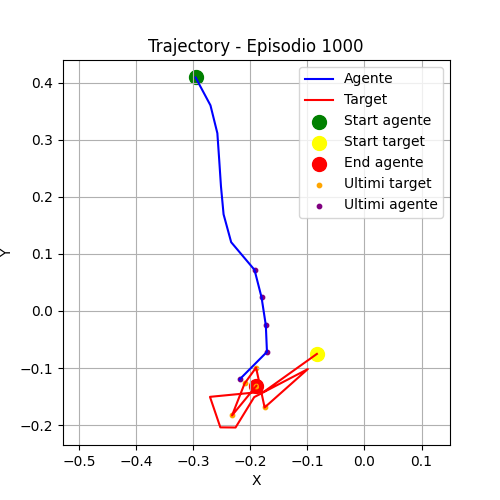 Trajectory - Episodio 1000
Agente
Target
Start agente
Start target
End agente
Ultimi target
Ultimi agente
Y
0.4
0.3
0.2
0.1
0.0
−0.1
−0.2
−0.5 −0.4 −0.3 −0.2 −0.1 0.0 0.1
X